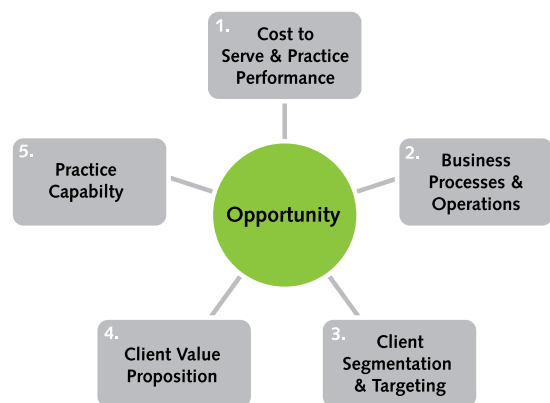 1.
Cost to
Serve & Practice
Performance
2.
Business
Processes &
Operations
3.
Client
Segmentation
& Targeting
4.
Client Value
Proposition
5.
Practice
Capabilty
Opportunity